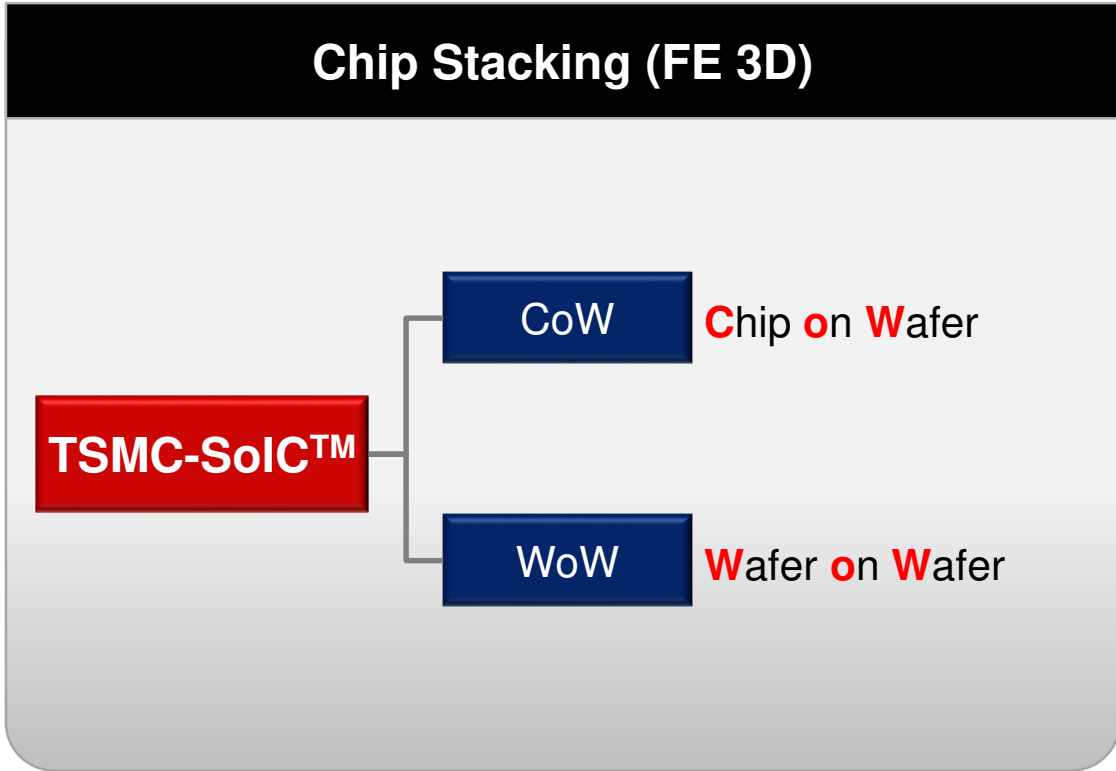 Chip Stacking (FE 3D)
CoW
Chip on Wafer
TSMC-SoIC™
WoW
Wafer on Wafer